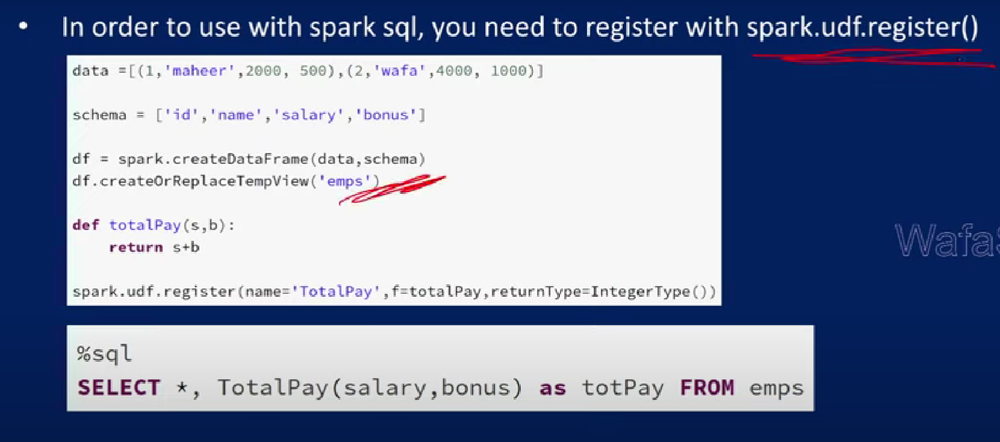 • In order to use with spark sql, you need to register with spark.udf.register()
data =[(1,'maheer',2000, 500),(2,'wafa',4000, 1000)]
schema = ['id','name','salary','bonus']
df = spark.createDataFrame(data,schema)
df.createOrReplaceTempView('emps')
def totalPay(s,b):
    return s+b
spark.udf.register(name='TotalPay',f=totalPay,returnType=IntegerType())
%sql
SELECT *, TotalPay(salary,bonus) as totPay FROM emps